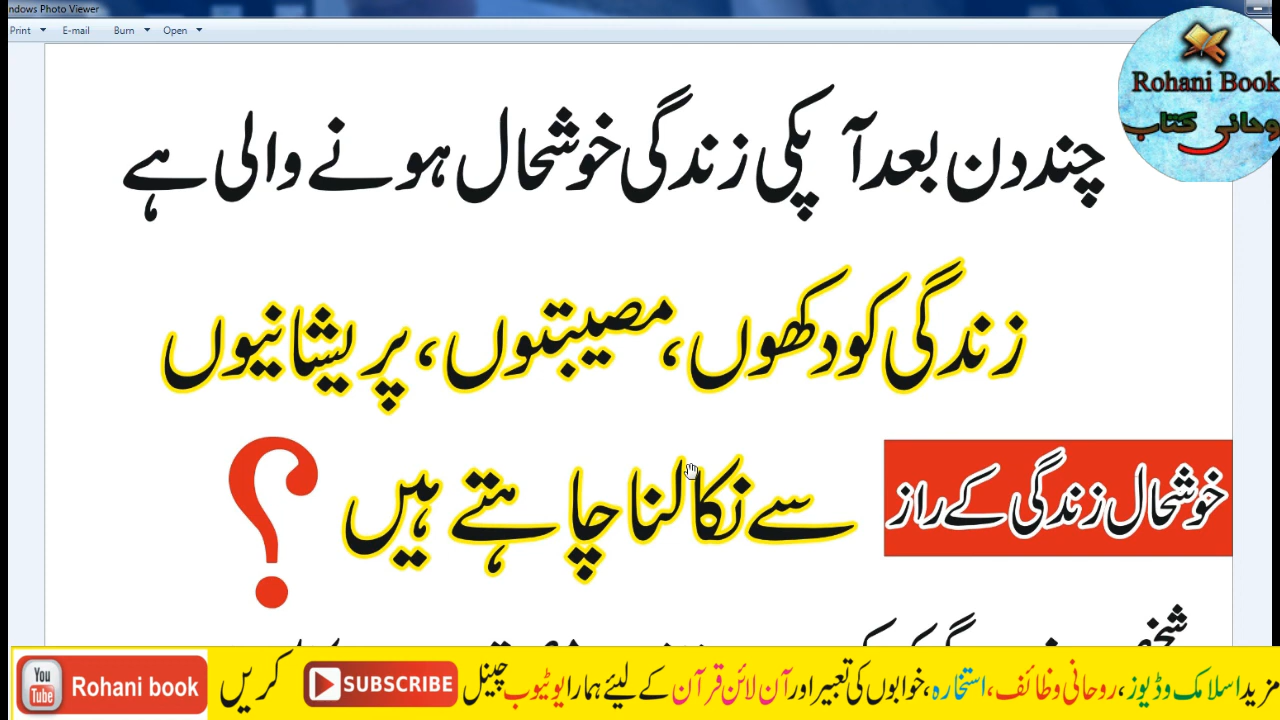 ndows Photo Viewer
Print E-mail Burn Open
Rohani Book
روحانی کتاب
چند دن بعد آپکی زندگی خوشحال ہونے والی ہے
زندگی کو دکھوں، مصیبتوں، پریشانیوں
سے نکالنا چاہتے ہیں ؟
خوشحال زندگی کے راز
مزید اسلامک وڈیوز، روحانی وظائف، استخارہ، خوابوں کی تعبیر اور آن لائن قرآن کے لیئے ہمارا یوٹیوب چینل SUBSCRIBE کریں
You Tube Rohani book